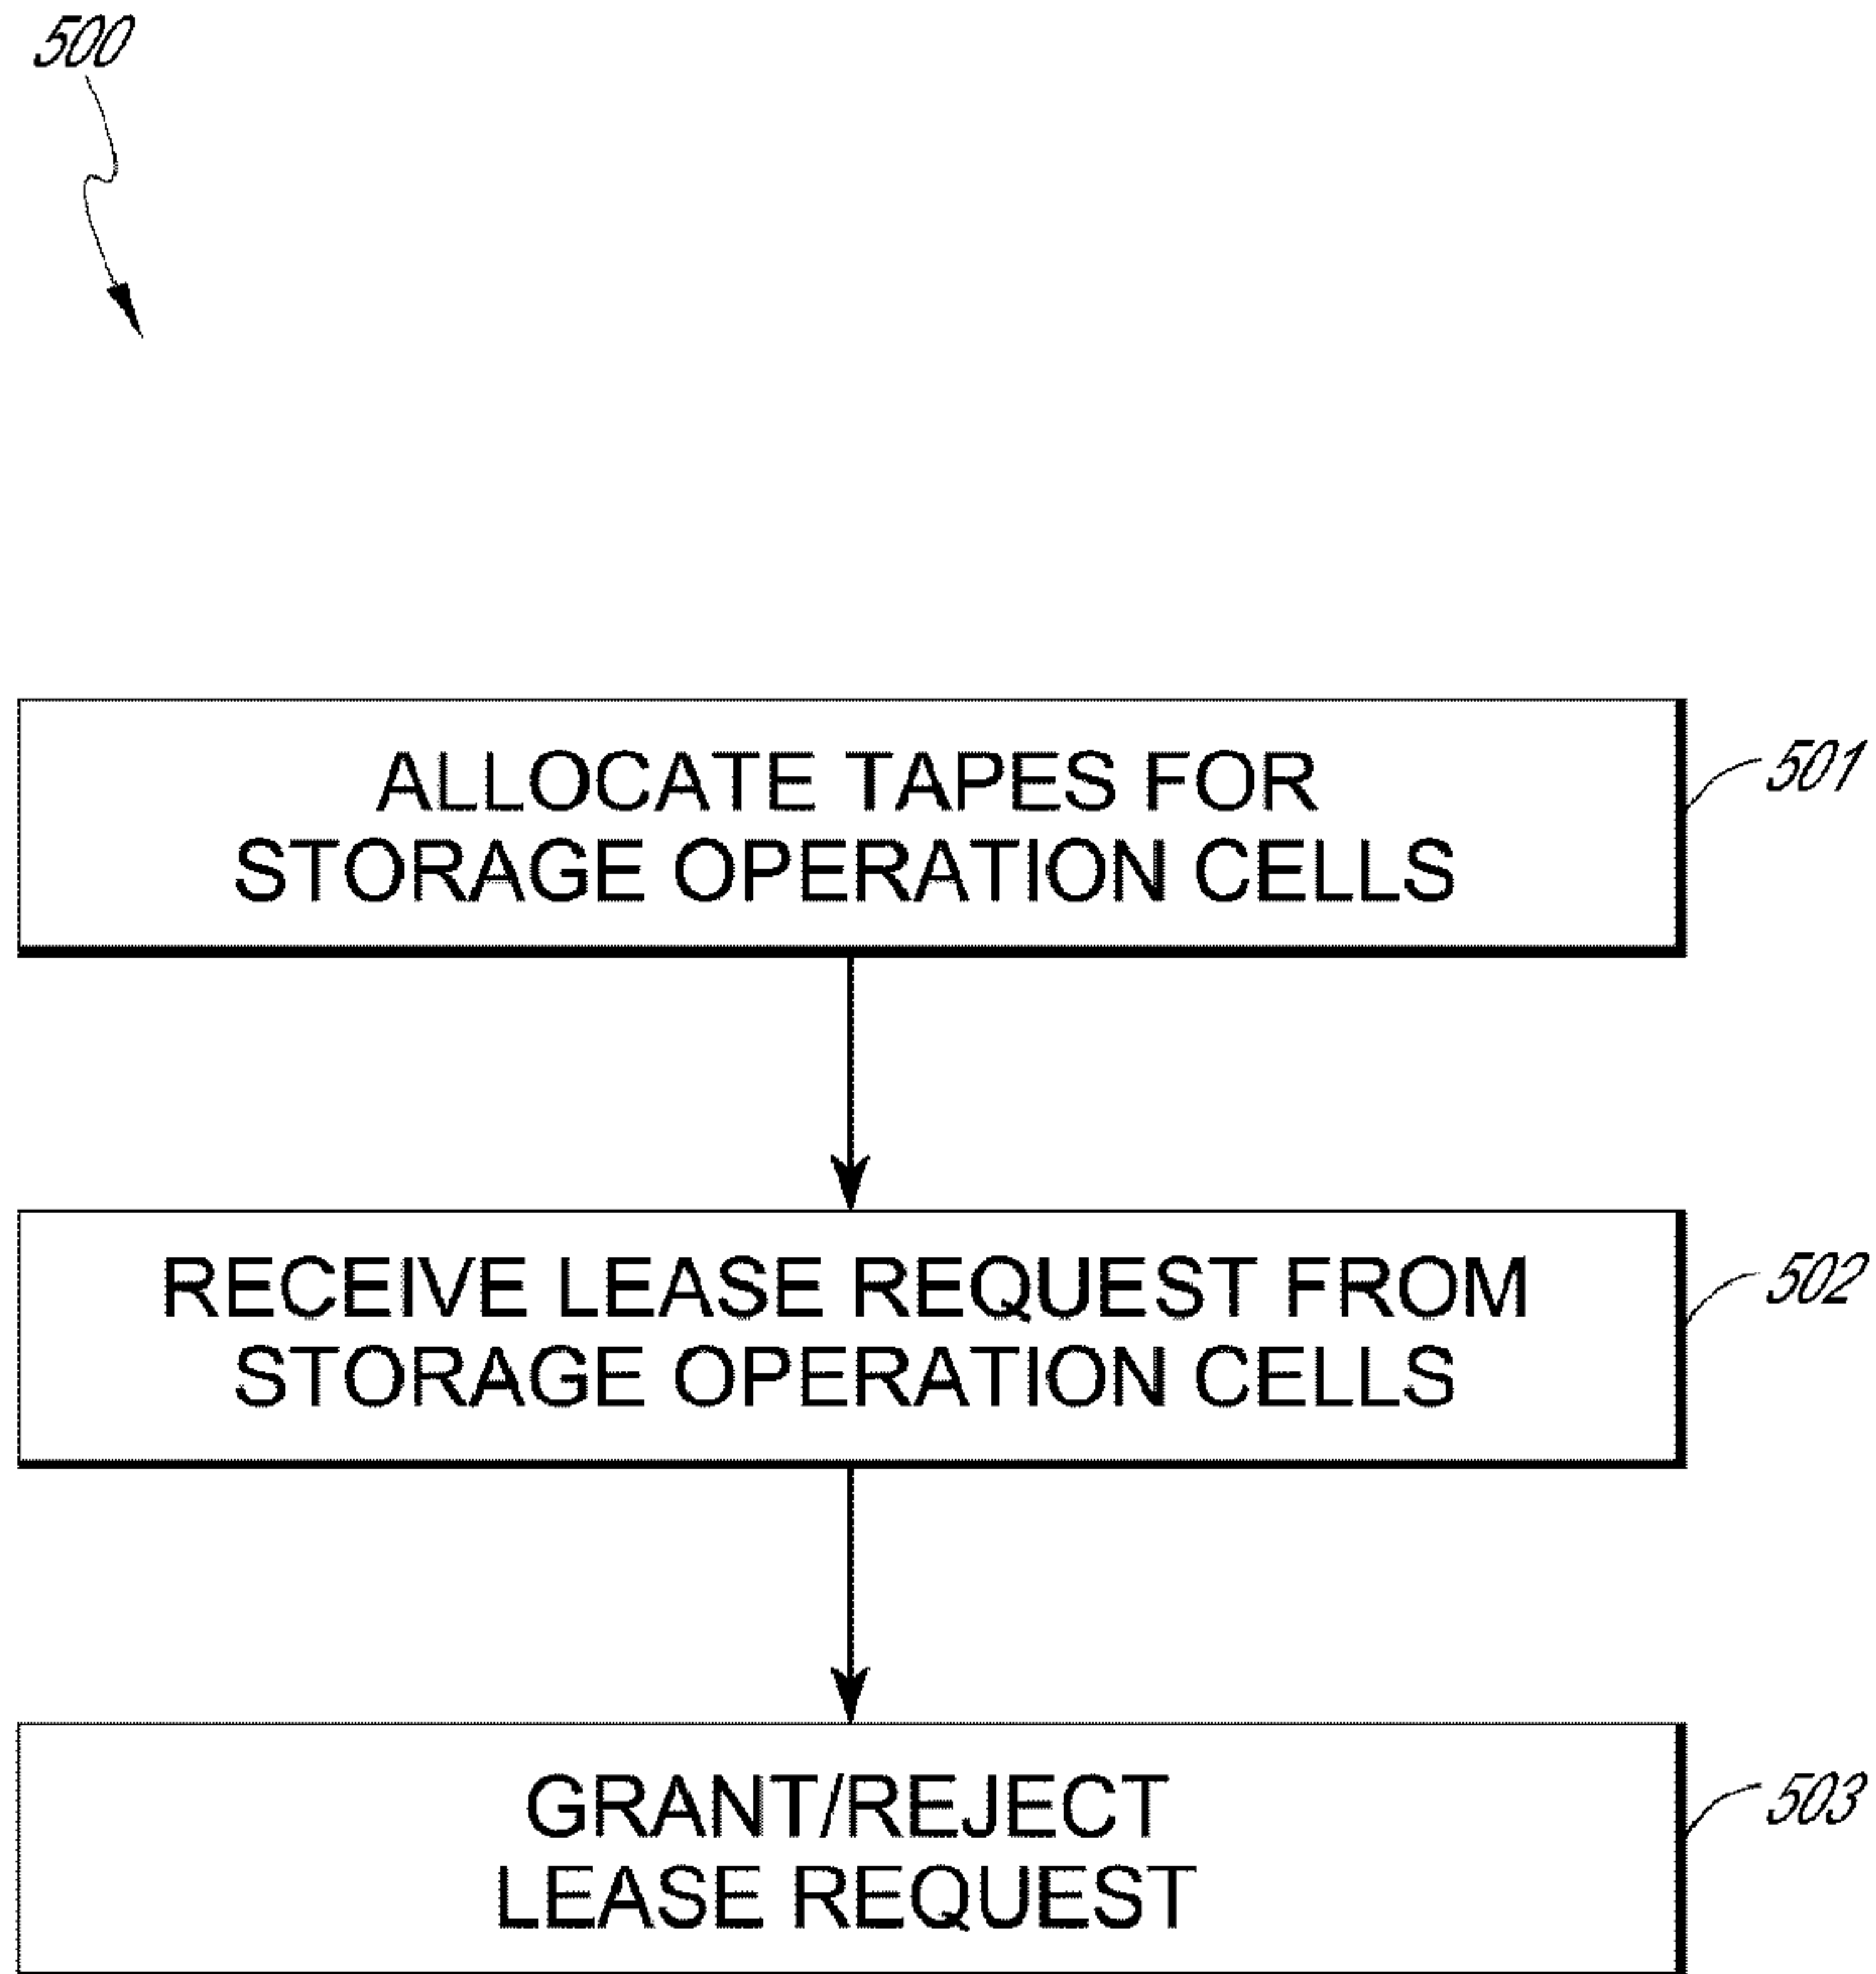 500
ALLOCATE TAPES FOR
STORAGE OPERATION CELLS
501
RECEIVE LEASE REQUEST FROM
STORAGE OPERATION CELLS
502
GRANT/REJECT
LEASE REQUEST
503